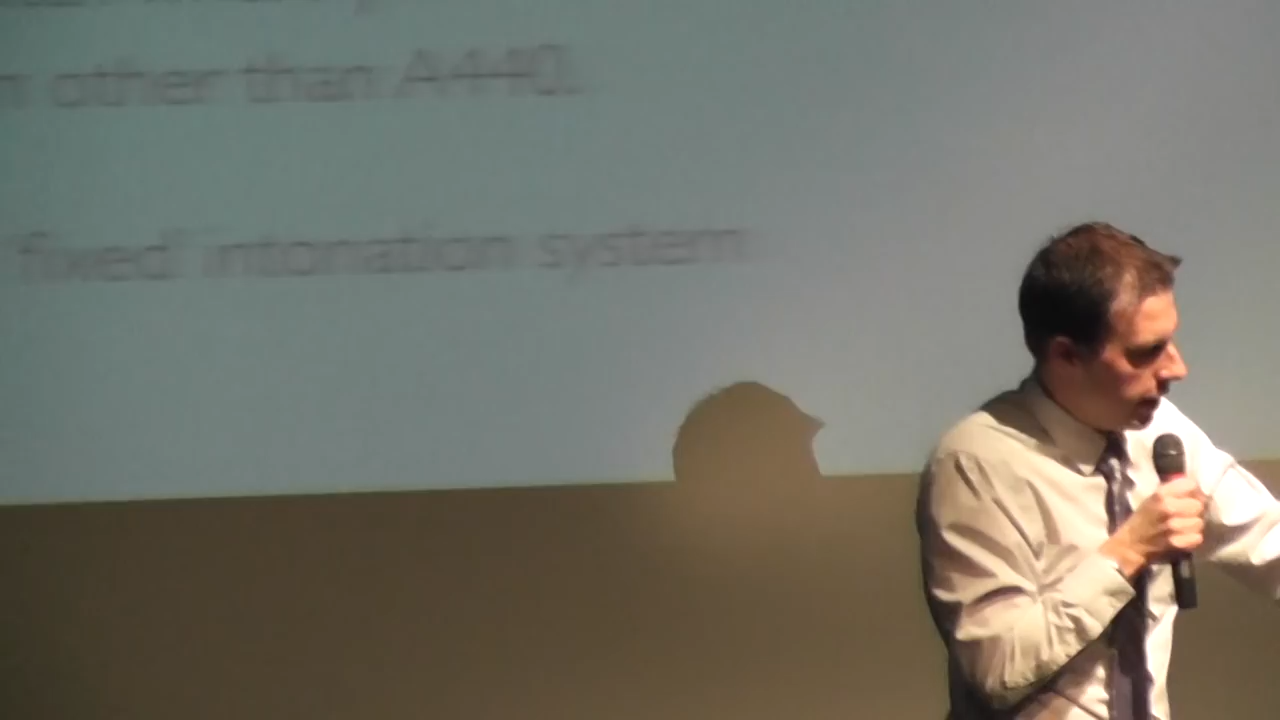 other than A440.
fixed intonation system